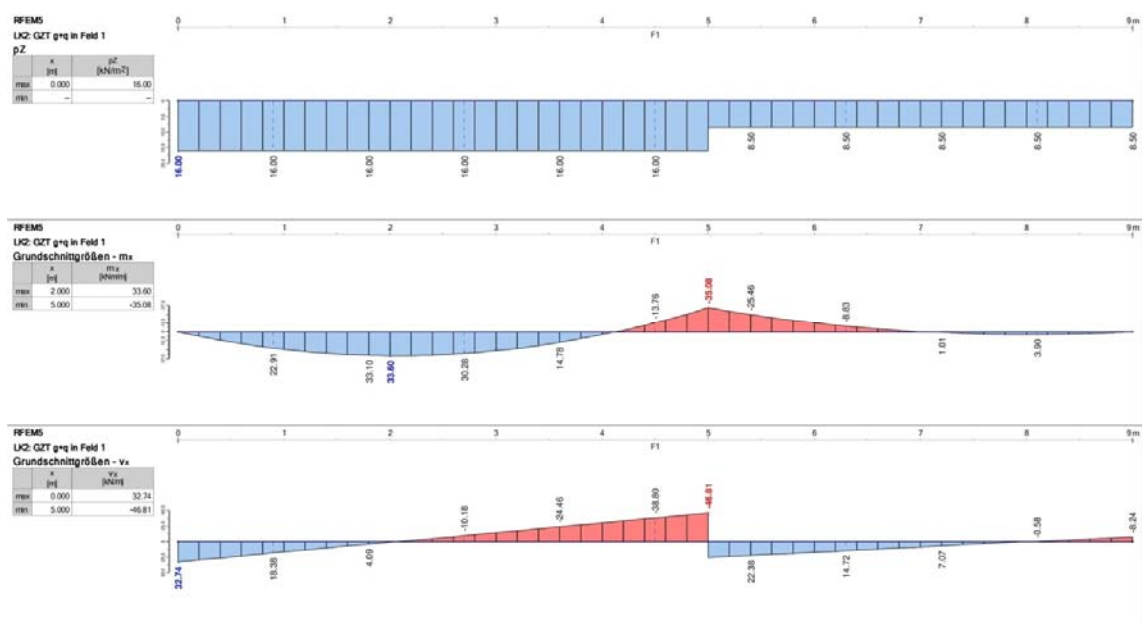 RFEM5
LK2: GZT g+q in Feld 1
pZ
x pZ
[m] [kN/m²]
max 0.000 16.00
min -- --
0 1 2 3 4 5 6 7 8 9m
F1
16.00 16.00 16.00 16.00 16.00 16.00 8.50 8.50 8.50 8.50 8.50
RFEM5
LK2: GZT g+q in Feld 1
Grundschnittgrößen - mx
x mx
[m] [kNm/m]
max 2.000 33.60
min 5.000 -35.08
0 1 2 3 4 5 6 7 8 9m
F1
22.91 33.10 33.60 30.28 14.78 -13.76 -35.08 -25.46 -8.83 1.01 3.90
RFEM5
LK2: GZT g+q in Feld 1
Grundschnittgrößen - vx
x vx
[m] [kN/m]
max 0.000 32.74
min 5.000 -46.81
0 1 2 3 4 5 6 7 8 9m
F1
32.74 18.38 4.09 -10.18 -24.46 -38.80 -46.81 22.38 14.72 7.07 -0.58 -8.24